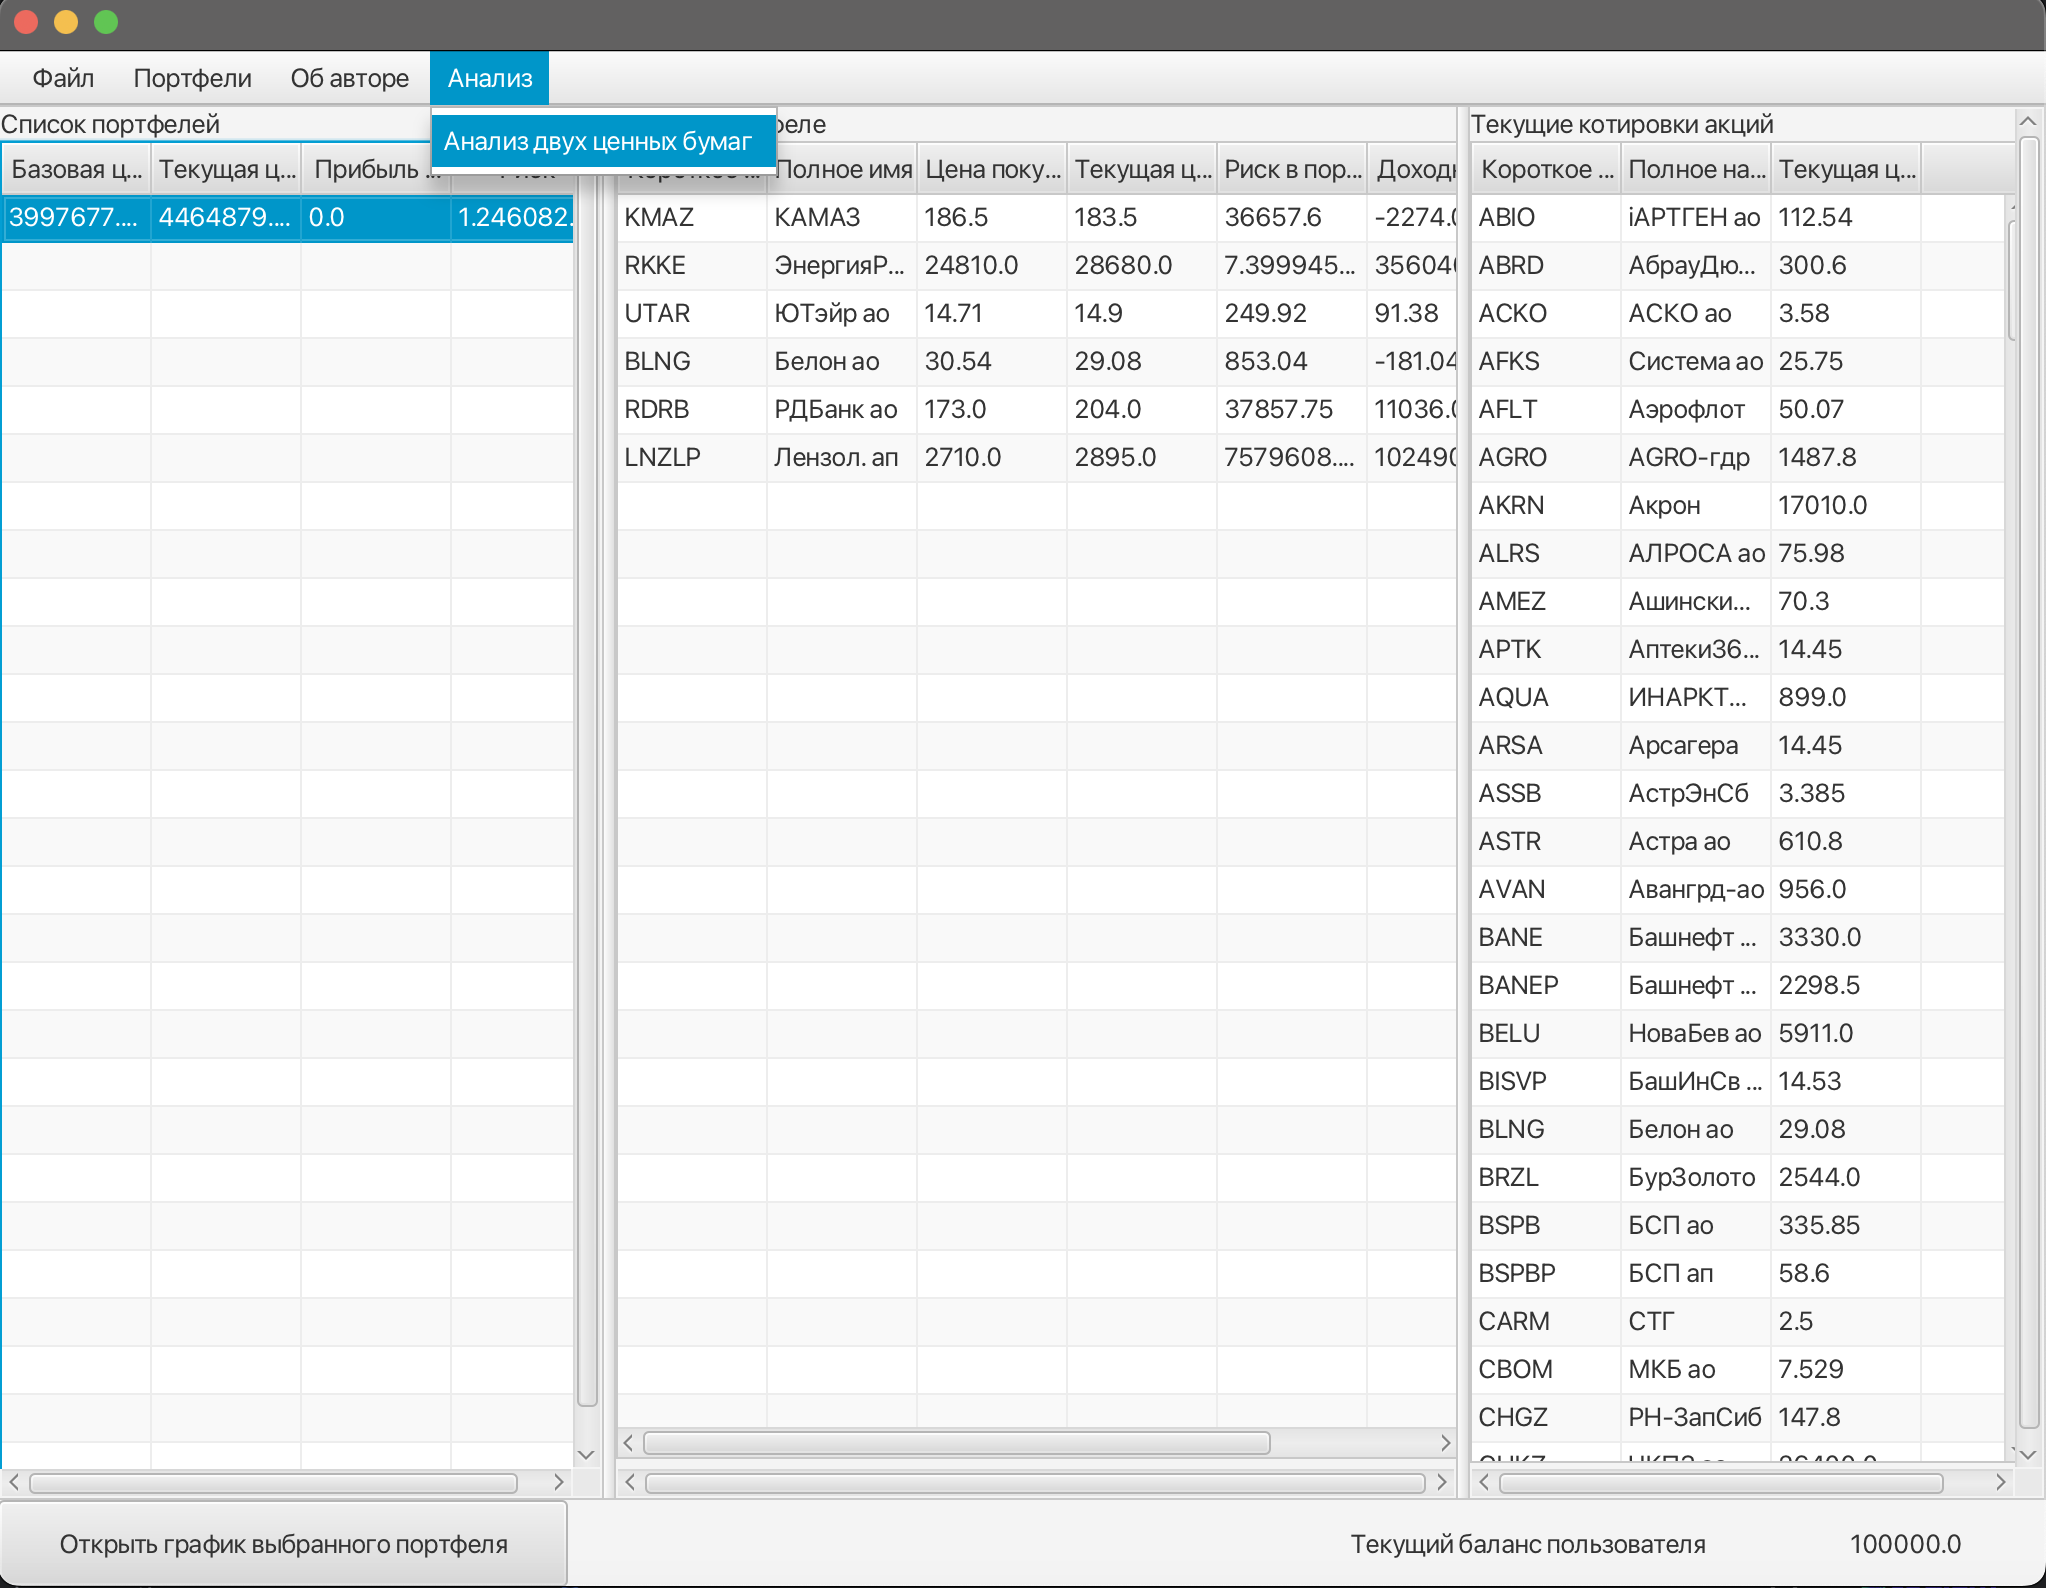 Файл Портфели Об авторе Анализ
Анализ двух ценных бумаг
Список портфелей
Базовая ц... Текущая ц... Прибыль ...
3997677.... 4464879.... 0.0 1.246082.
Полное имя Цена поку... Текущая ц... Риск в пор...
KMAZ КАМАЗ 186.5 183.5 36657.6 -2274.0
RKKE ЭнергияР... 24810.0 28680.0 7.399945... 35604
UTAR ЮТэйр ао 14.71 14.9 249.92 91.38
BLNG Белон ао 30.54 29.08 853.04 -181.04
RDRB РДБанк ао 173.0 204.0 37857.75 11036.0
LNZLP Лензол. ап 2710.0 2895.0 7579608.... 102490
Текущие котировки акций
Короткое ... Полное на... Текущая ц...
ABIO iАРТГЕН ао 112.54
ABRD АбрауДю... 300.6
ACKO АСКО ао 3.58
AFKS Система ао 25.75
AFLT Аэрофлот 50.07
AGRO AGRO-гдр 1487.8
AKRN Акрон 17010.0
ALRS АЛРОСА ао 75.98
AMEZ Ашински... 70.3
APTK Аптеки36... 14.45
AQUA ИНАРКТ... 899.0
ARSA Арсагера 14.45
ASSB АстрЭнСб 3.385
ASTR Астра ао 610.8
AVAN Авангрд-ао 956.0
BANE Башнефт ... 3330.0
BANEP Башнефт ... 2298.5
BELU НоваБев ао 5911.0
BISVP БашИнСв ... 14.53
BLNG Белон ао 29.08
BRZL БурЗолото 2544.0
BSPB БСП ао 335.85
BSPBP БСП ап 58.6
CARM СТГ 2.5
CBOM МКБ ао 7.529
CHGZ РН-ЗапСиб 147.8
Открыть график выбранного портфеля
Текущий баланс пользователя 100000.0